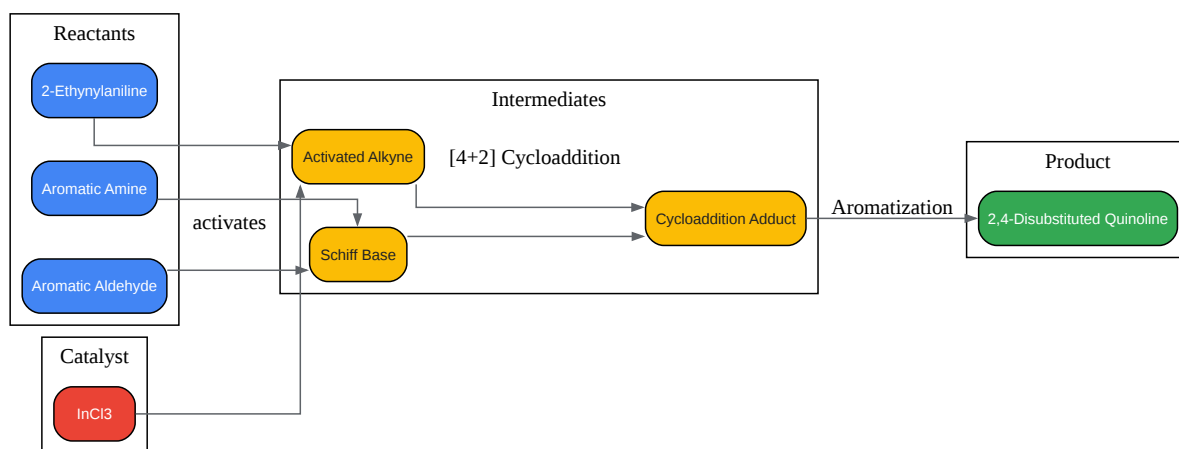 Reactants
2-Ethynylaniline
Aromatic Amine
Aromatic Aldehyde
activates
Catalyst
InCl3
Intermediates
Activated Alkyne
[4+2] Cycloaddition
Schiff Base
Cycloaddition Adduct
Aromatization
Product
2,4-Disubstituted Quinoline